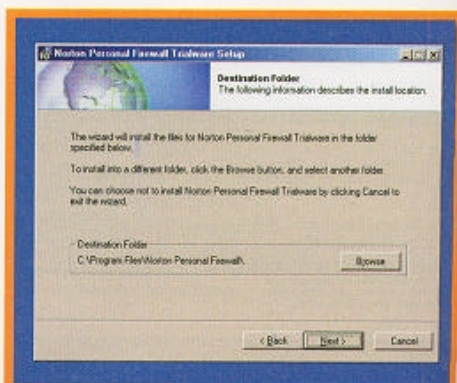 Norton Personal Firewall Trialware Setup
Destination Folder
The following information describes the install location.
The wizard will install the files for Norton Personal Firewall Trialware in the folder
specified below.
To install into a different folder, click the Browse button, and select another folder.
You can choose not to install Norton Personal Firewall Trialware by clicking Cancel to
exit the wizard.
Destination Folder
C:\Program Files\Norton Personal Firewall\
Browse
< Back
Next >
Cancel